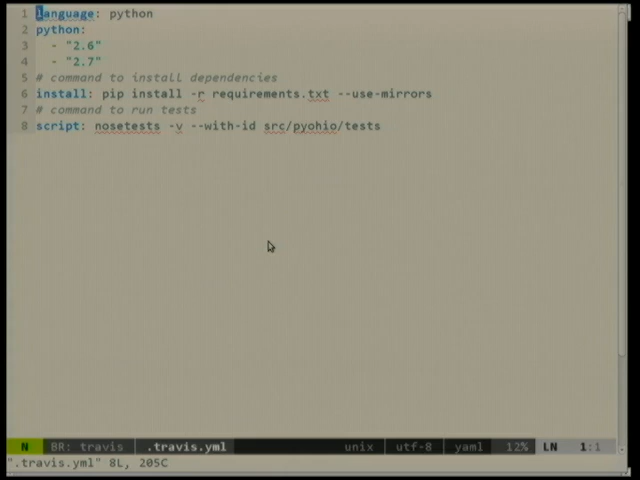 1 language: python
2 python:
3 - "2.6"
4 - "2.7"
5 # command to install dependencies
6 install: pip install -r requirements.txt --use-mirrors
7 # command to run tests
8 script: nosetests -v --with-id src/pyohio/tests
N BR: travis .travis.yml unix utf-8 yaml 12% LN 1:1
".travis.yml" 8L, 205C